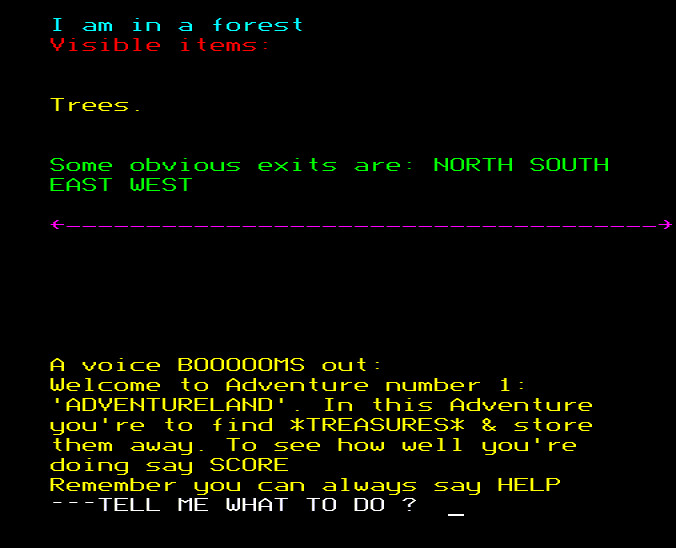 I am in a forest
Visible items:
Trees.
Some obvious exits are: NORTH SOUTH
EAST WEST
A voice BOOOOOMS out:
Welcome to Adventure number 1:
'ADVENTURELAND'. In this Adventure
you're to find *TREASURES* & store
them away. To see how well you're
doing say SCORE
Remember you can always say HELP
---TELL ME WHAT TO DO ? _